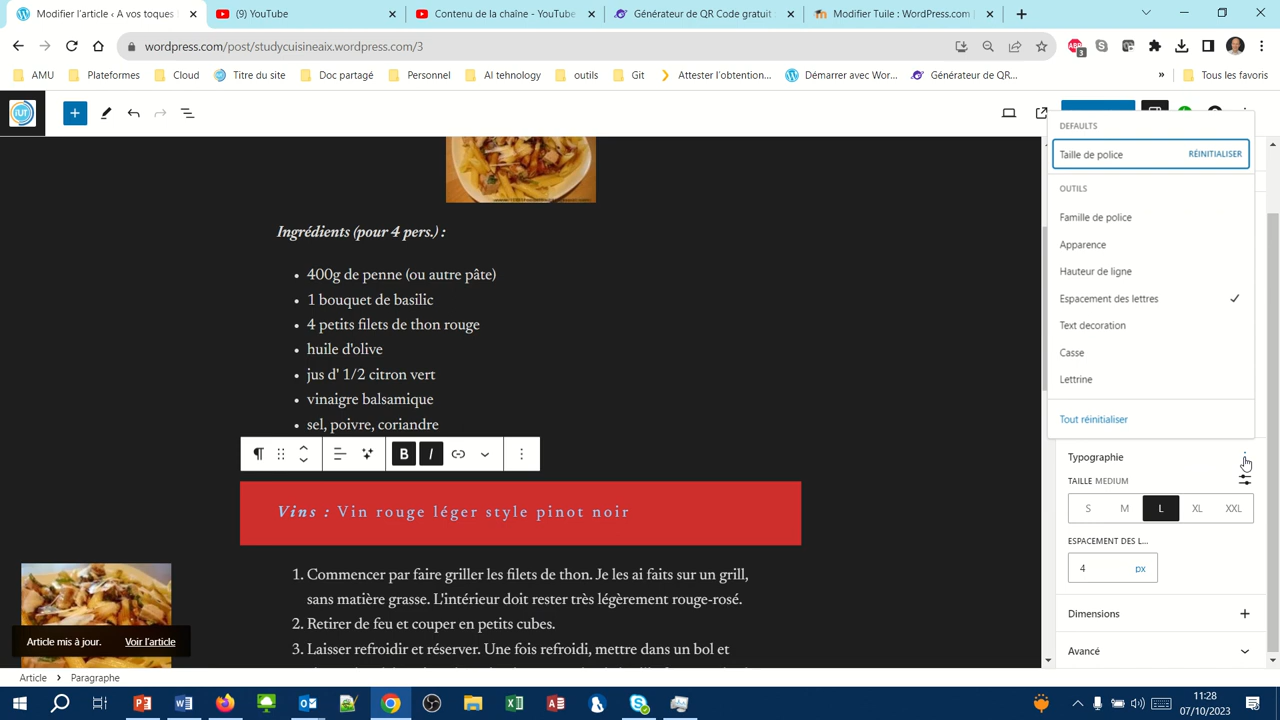 Modifier l'article « A vos toques
(9) YouTube
Contenu de la chaîne - YouTube
Générateur de QR Code gratuit
Modifier Tuile : WordPress.com
wordpress.com/post/studycuisineaix.wordpress.com/3
AMU
Plateformes
Cloud
Titre du site
Doc partagé
Personnel
AI tehnology
outils
Git
Attester l'obtention...
Démarrer avec Wor...
Générateur de QR...
»
Tous les favoris
DEFAULTS
Taille de police RÉINITIALISER
OUTILS
Famille de police
Apparence
Hauteur de ligne
Espacement des lettres
Text decoration
Casse
Lettrine
Tout réinitialiser
Ingrédients (pour 4 pers.) :
• 400g de penne (ou autre pâte)
• 1 bouquet de basilic
• 4 petits filets de thon rouge
• huile d'olive
• jus d' 1/2 citron vert
• vinaigre balsamique
• sel, poivre, coriandre
B I
Vins : Vin rouge léger style pinot noir
1. Commencer par faire griller les filets de thon. Je les ai faits sur un grill,
sans matière grasse. L'intérieur doit rester très légèrement rouge-rosé.
2. Retirer de feu et couper en petits cubes.
3. Laisser refroidir et réserver. Une fois refroidi, mettre dans un bol et
Typographie
TAILLE MEDIUM
S M L XL XXL
ESPACEMENT DES L...
4 px
Dimensions
Avancé
Article mis à jour. Voir l'article
Article > Paragraphe
11:28
07/10/2023